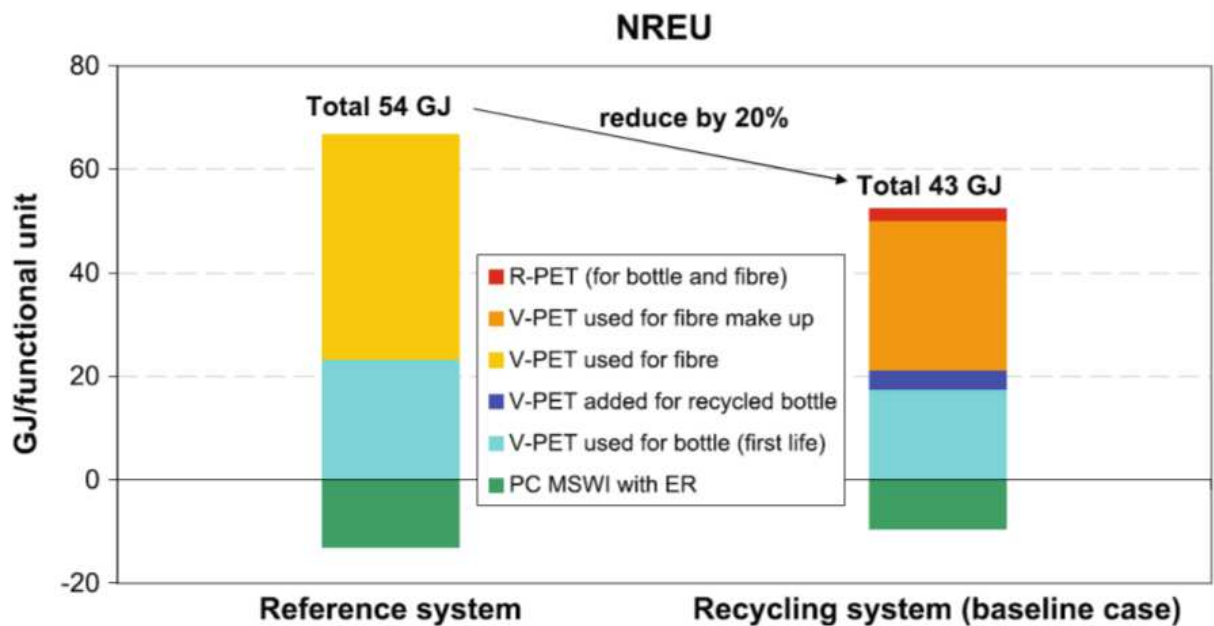 NREU
80
60
40
20
0
-20
GJ/functional unit
Total 54 GJ
reduce by 20%
Total 43 GJ
R-PET (for bottle and fibre)
V-PET used for fibre make up
V-PET used for fibre
V-PET added for recycled bottle
V-PET used for bottle (first life)
PC MSWI with ER
Reference system
Recycling system (baseline case)